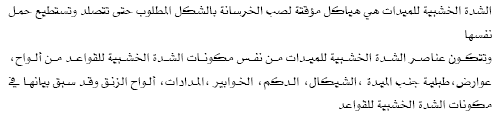 الشدة الخشبية للميدات هي هياكل مؤقتة لصب الخرسانة بالشكل المطلوب حتى تتصلد وتستطيع حمل
نفسها
وتتكون عناصر الشدة الخشبية للميدات من نفس مكونات الشدة الخشبية للقواعد من ألواح،
عوارض، طبلية جنب الميدة ،الشيكال، الدكم، الخوابير ،المدادات، ألواح الزنق وقد سبق بيانها في
مكونات الشدة الخشبية للقواعد